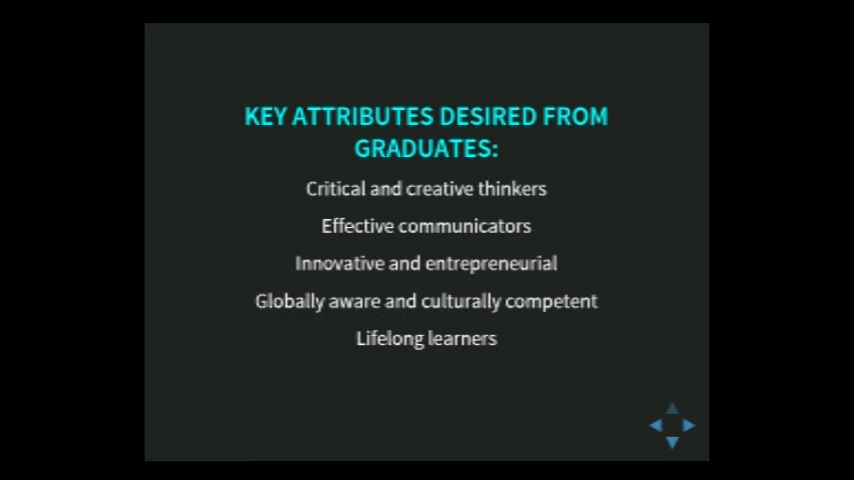 KEY ATTRIBUTES DESIRED FROM
GRADUATES:
Critical and creative thinkers
Effective communicators
Innovative and entrepreneurial
Globally aware and culturally competent
Lifelong learners